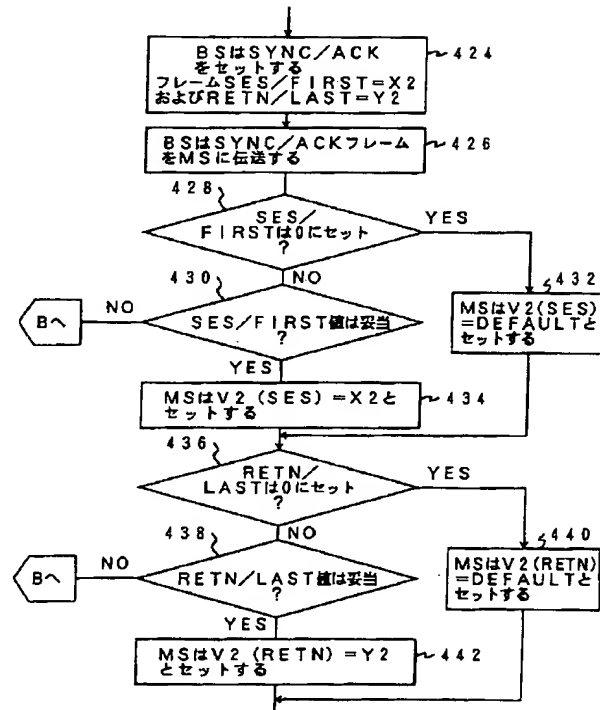 BSはSYNC/ACK
をセットする
フレームSES/FIRST=X2
およびRETN/LAST=Y2
424
BSはSYNC/ACKフレーム
をMSに伝送する
426
428
SES/
FIRSTは0にセット
?
YES
NO
430
432
MSはV2(SES)
=DEFAULTと
セットする
Bへ
NO
SES/FIRST値は妥当
?
YES
MSはV2(SES)=X2と
セットする
434
436
RETN/
LASTは0にセット
?
YES
NO
438
440
MSはV2(RETN)
=DEFAULTと
セットする
Bへ
NO
RETN/LAST値は妥当
?
YES
MSはV2(RETN)=Y2
とセットする
442